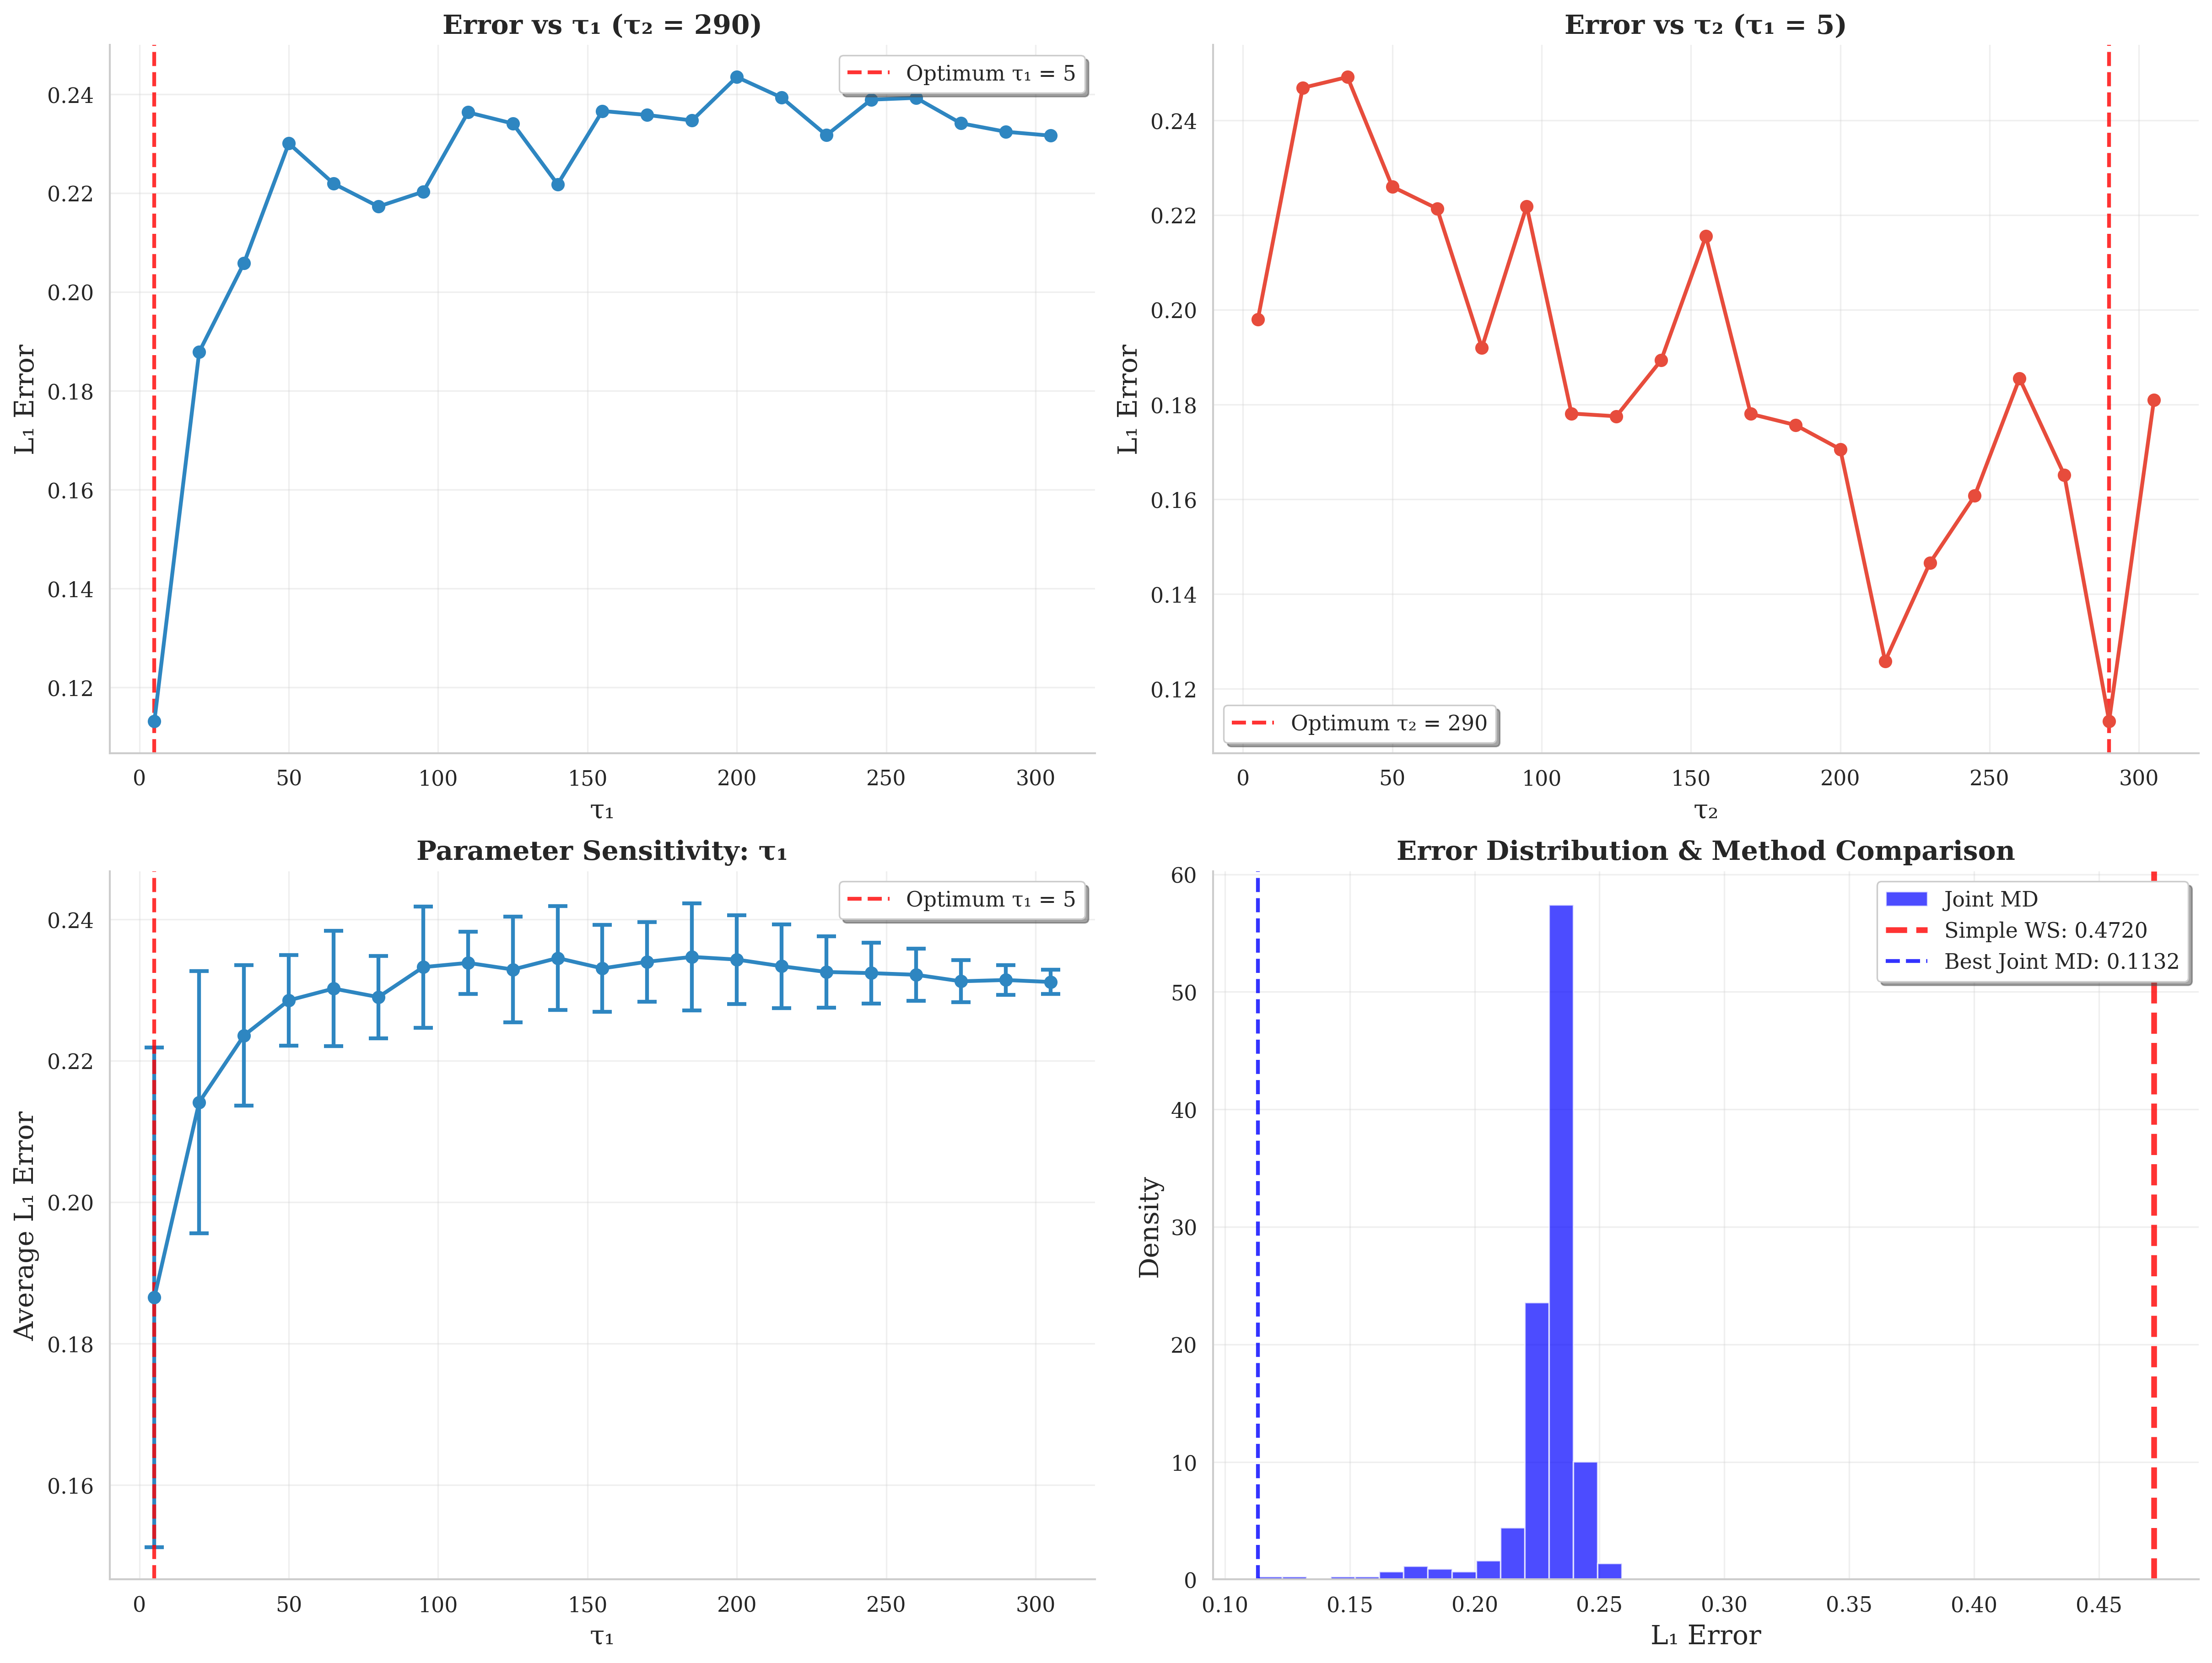 Error vs τ₁ (τ₂ = 290)
Optimum τ₁ = 5
L₁ Error
0.24
0.22
0.20
0.18
0.16
0.14
0.12
0 50 100 150 200 250 300
τ₁
Error vs τ₂ (τ₁ = 5)
L₁ Error
0.24
0.22
0.20
0.18
0.16
0.14
0.12
Optimum τ₂ = 290
0 50 100 150 200 250 300
τ₂
Parameter Sensitivity: τ₁
Optimum τ₁ = 5
Average L₁ Error
0.24
0.22
0.20
0.18
0.16
0 50 100 150 200 250 300
τ₁
Error Distribution & Method Comparison
Joint MD
Simple WS: 0.4720
Best Joint MD: 0.1132
Density
60
50
40
30
20
10
0
0.10 0.15 0.20 0.25 0.30 0.35 0.40 0.45
L₁ Error